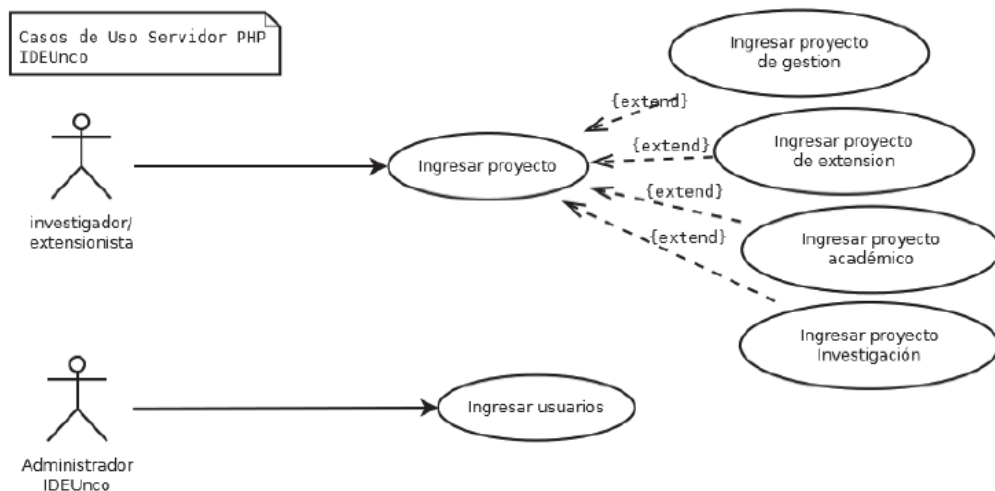 Casos de Uso Servidor PHP
IDEUnco
Ingresar proyecto
de gestion
{extend}
Ingresar proyecto
de extension
{extend}
Ingresar proyecto
{extend}
investigador/
extensionista
{extend}
Ingresar proyecto
académico
Ingresar proyecto
Investigación
Ingresar usuarios
Administrador
IDEUnco